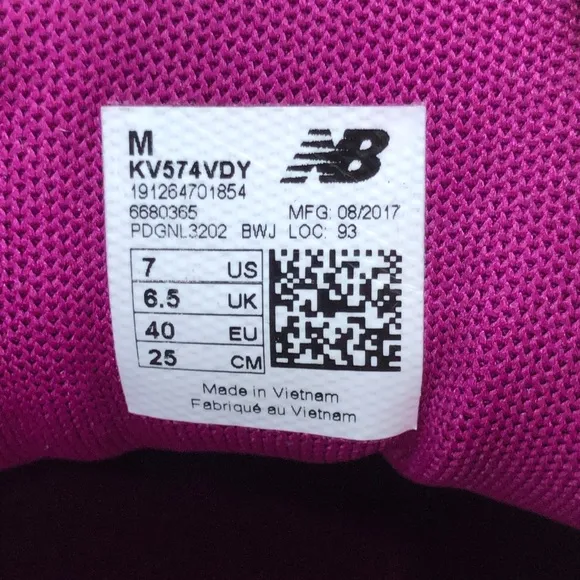 M
NB
KV574VDY
191264701854
6680365 MFG: 08/2017
PDGNL3202 BWJ LOC: 93
7 US
6.5 UK
40 EU
25 CM
Made in Vietnam
Fabriqué au Vietnam